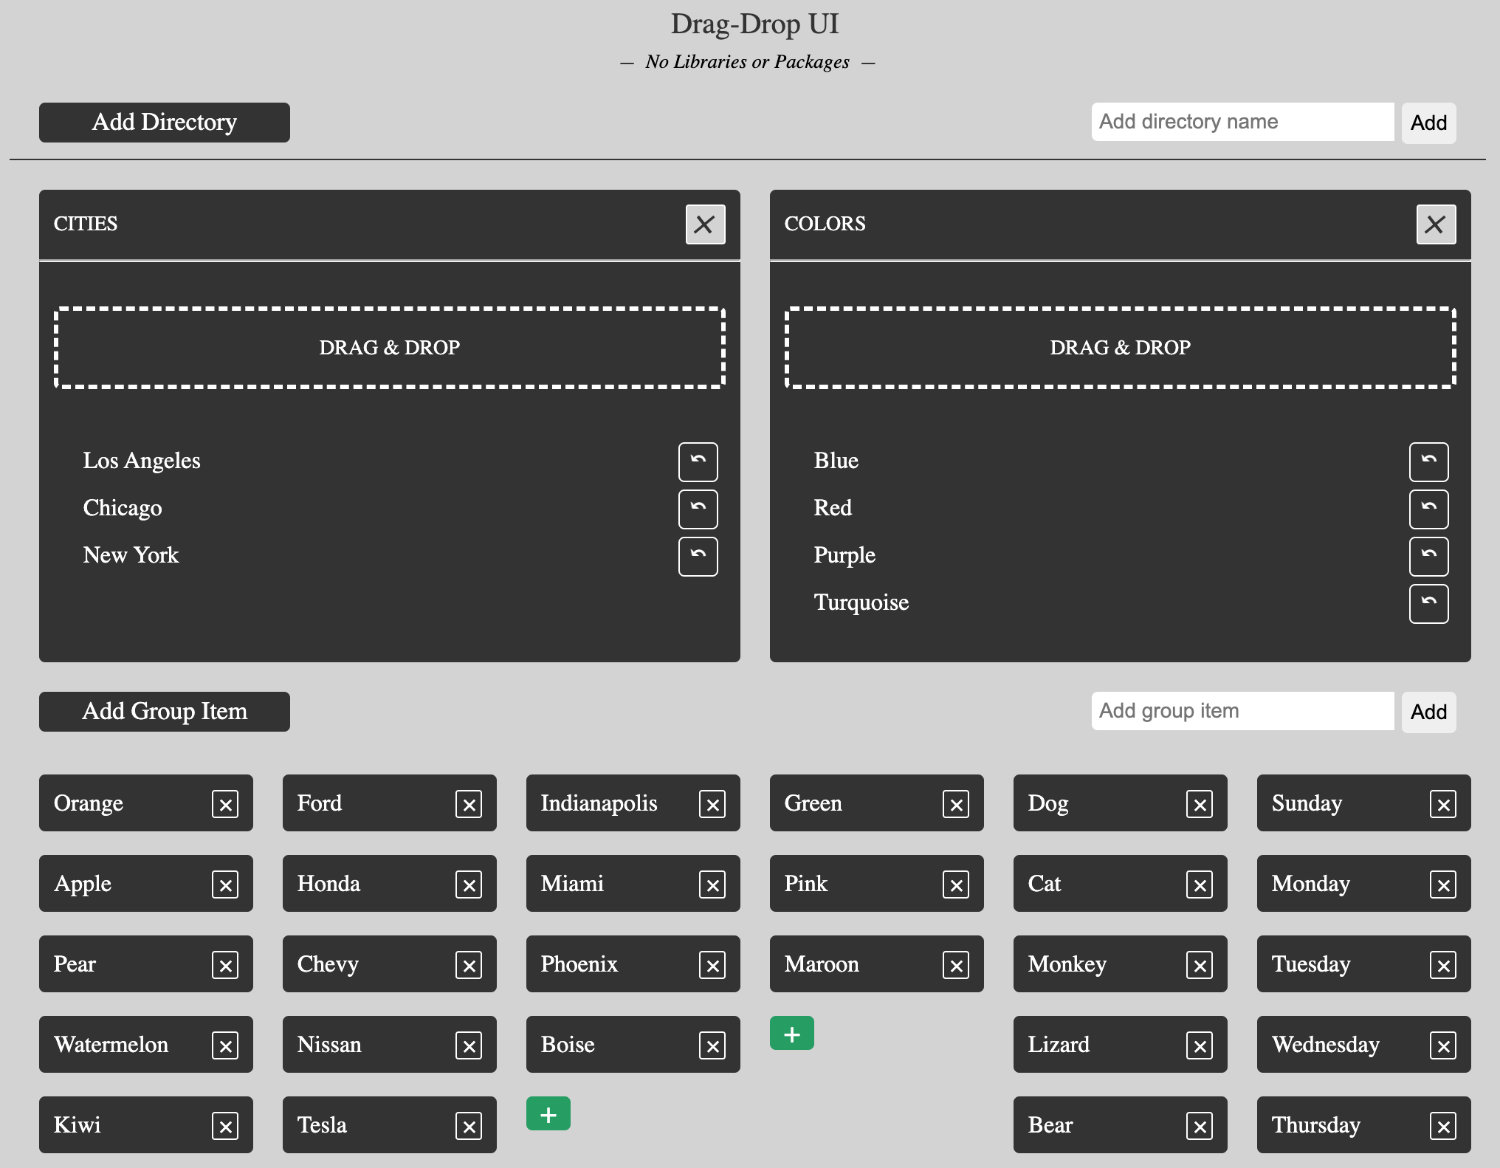 Drag-Drop UI
— No Libraries or Packages —
Add Directory
Add directory name
Add
CITIES
DRAG & DROP
Los Angeles
Chicago
New York
COLORS
DRAG & DROP
Blue
Red
Purple
Turquoise
Add Group Item
Add group item
Add
Orange
Apple
Pear
Watermelon
Kiwi
Ford
Honda
Chevy
Nissan
Tesla
Indianapolis
Miami
Phoenix
Boise
+
Green
Pink
Maroon
+
Dog
Cat
Monkey
Lizard
Bear
Sunday
Monday
Tuesday
Wednesday
Thursday